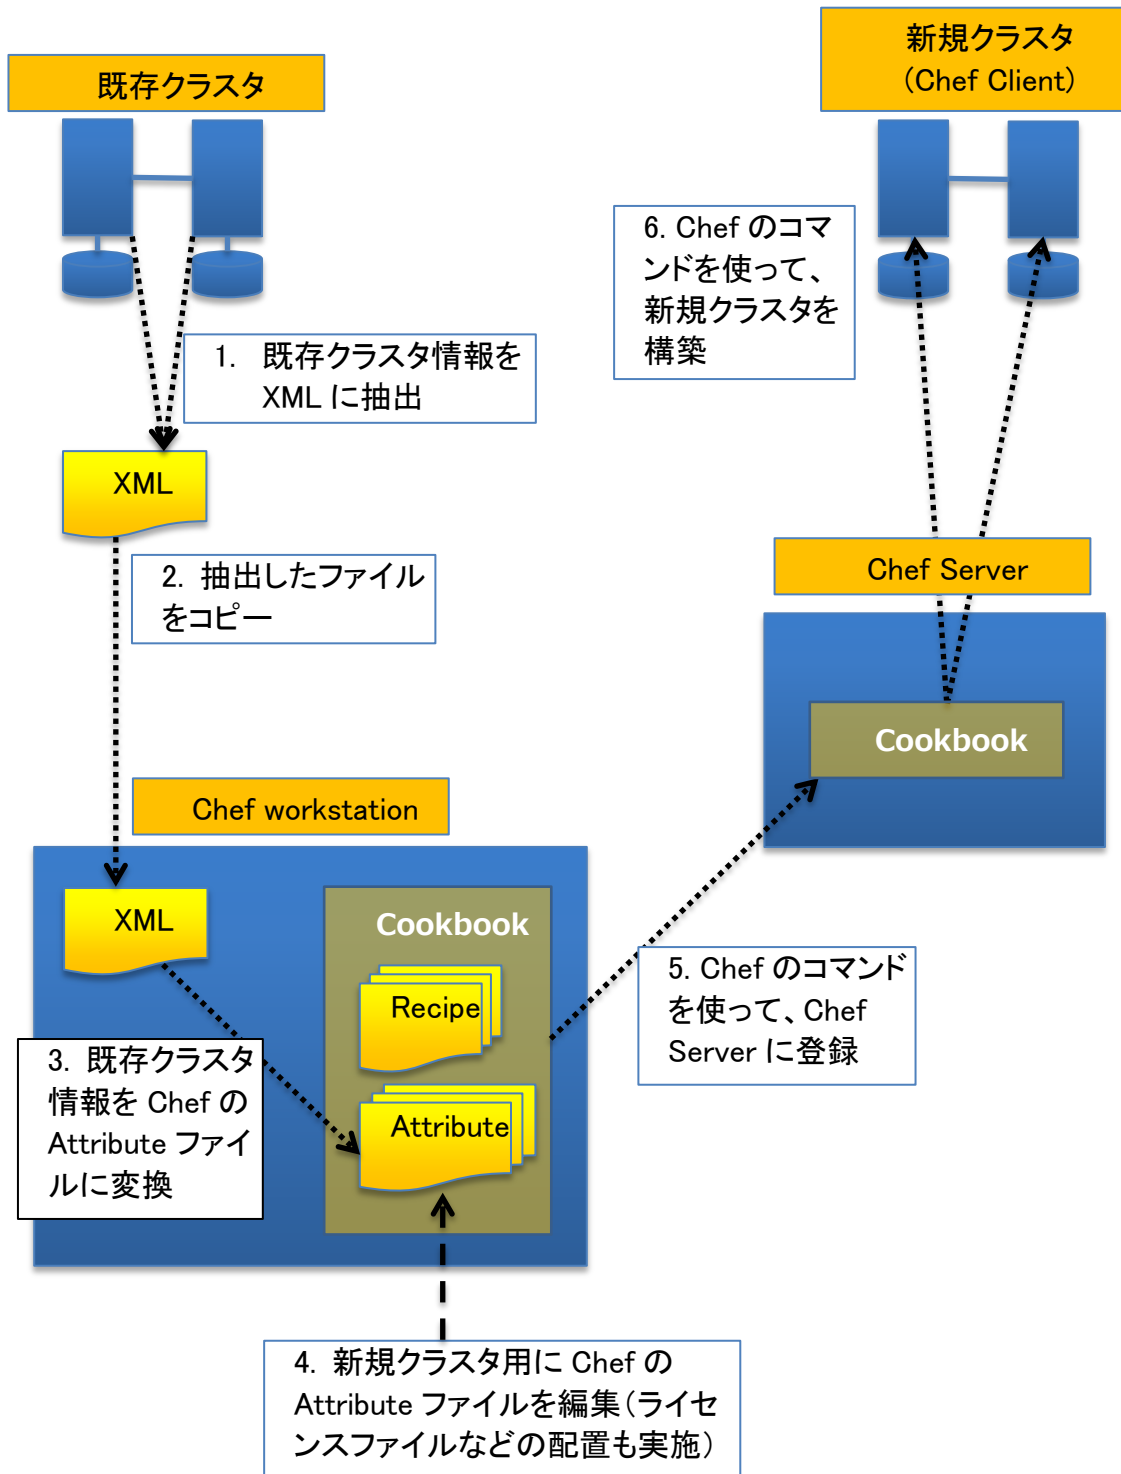 既存クラスタ
新規クラスタ
(Chef Client)
6. Chef のコマ
ンドを使って、
新規クラスタを
構築
1. 既存クラスタ情報を
XML に抽出
XML
2. 抽出したファイル
をコピー
Chef Server
Cookbook
Chef workstation
XML
Cookbook
Recipe
Attribute
3. 既存クラスタ
情報を Chef の
Attribute ファイ
ルに変換
5. Chef のコマンド
を使って、Chef
Server に登録
4. 新規クラスタ用に Chef の
Attribute ファイルを編集(ライセ
ンスファイルなどの配置も実施)